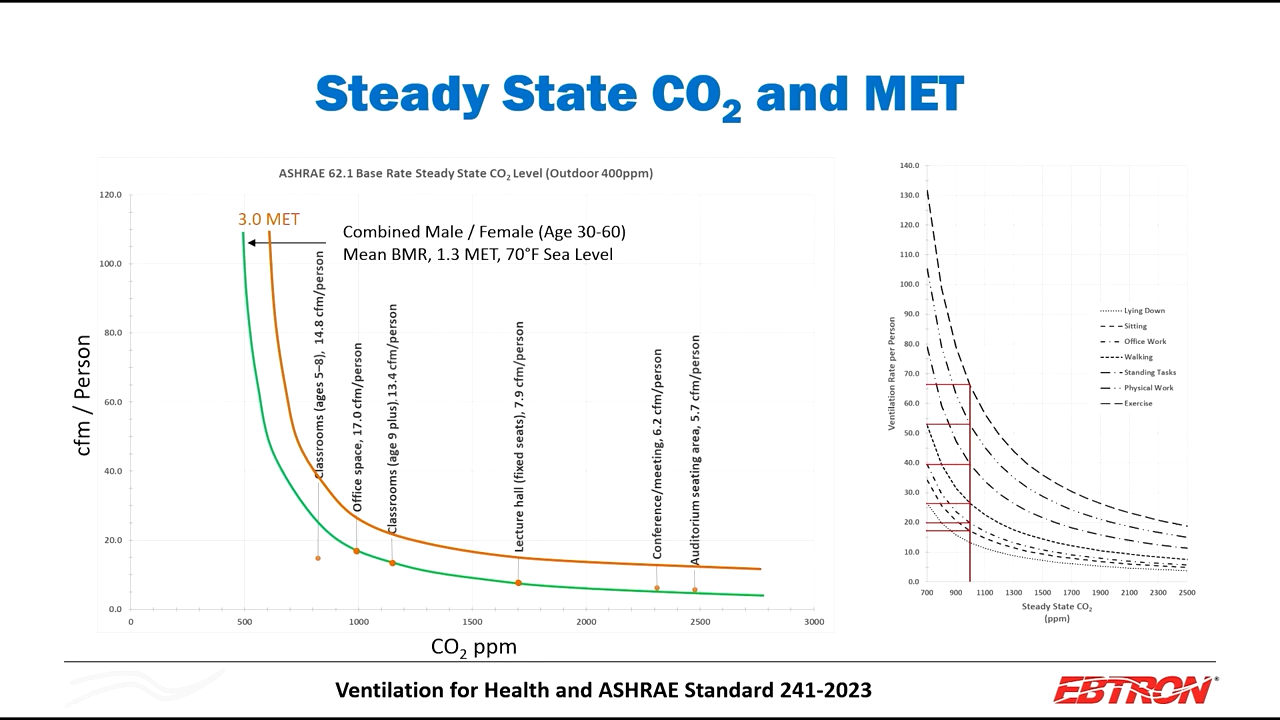 Steady State CO₂ and MET
ASHRAE 62.1 Base Rate Steady State CO₂ Level (Outdoor 400ppm)
120.0
100.0
80.0
60.0
40.0
20.0
0.0
0
500
1000
1500
2000
2500
3000
cfm / Person
CO₂ ppm
3.0 MET
Combined Male / Female (Age 30-60)
Mean BMR, 1.3 MET, 70°F Sea Level
Classrooms (ages 5–8), 14.8 cfm/person
Office space, 17.0 cfm/person
Classrooms (age 9 plus),13.4 cfm/person
Lecture hall (fixed seats), 7.9 cfm/person
Conference/meeting, 6.2 cfm/person
Auditorium seating area, 5.7 cfm/person
140.0
130.0
120.0
110.0
100.0
90.0
80.0
70.0
60.0
50.0
40.0
30.0
20.0
10.0
0.0
700
900
1100
1300
1500
1700
1900
2100
2300
2500
Ventilation Rate per Person
Steady State CO₂
(ppm)
Lying Down
Sitting
Office Work
Walking
Standing Tasks
Physical Work
Exercise
Ventilation for Health and ASHRAE Standard 241-2023
EBTRON®